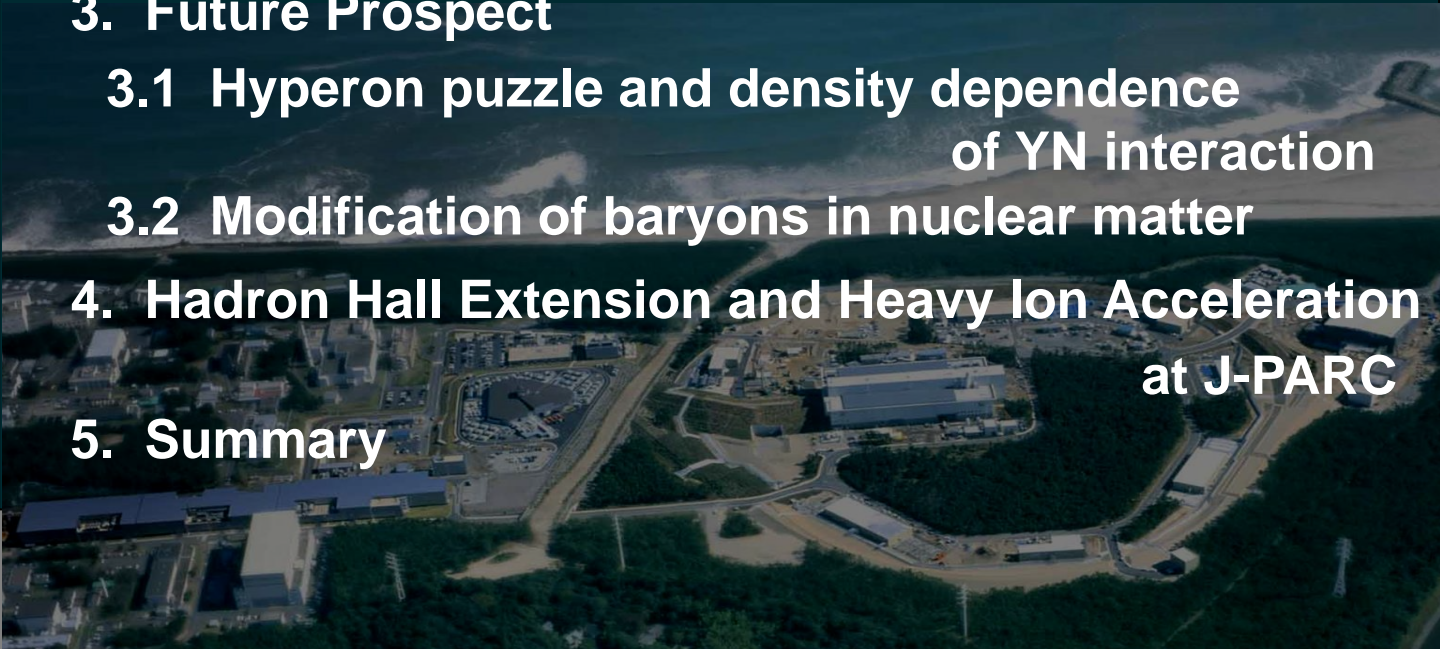 3. Future Prospect
3.1 Hyperon puzzle and density dependence
of YN interaction
3.2 Modification of baryons in nuclear matter
4. Hadron Hall Extension and Heavy Ion Acceleration
at J-PARC
5. Summary